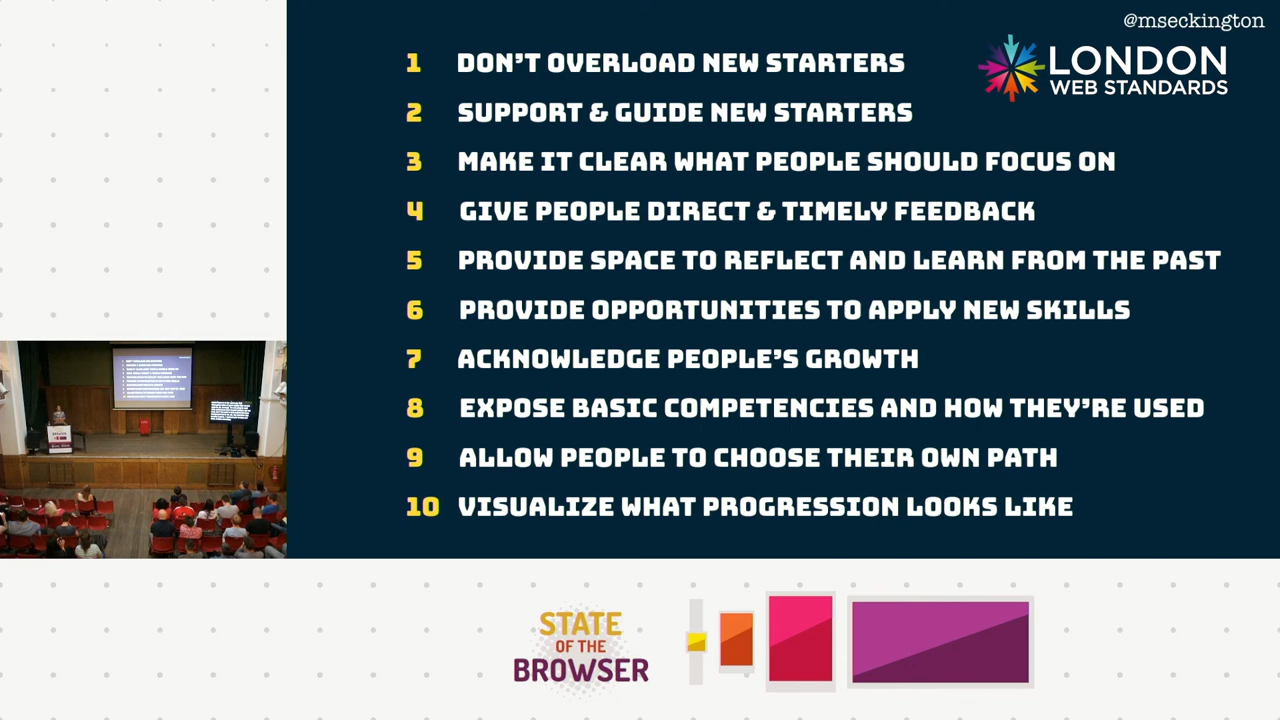 @mseckington
LONDON
WEB STANDARDS
1 DON'T OVERLOAD NEW STARTERS
2 SUPPORT & GUIDE NEW STARTERS
3 MAKE IT CLEAR WHAT PEOPLE SHOULD FOCUS ON
4 GIVE PEOPLE DIRECT & TIMELY FEEDBACK
5 PROVIDE SPACE TO REFLECT AND LEARN FROM THE PAST
6 PROVIDE OPPORTUNITIES TO APPLY NEW SKILLS
7 ACKNOWLEDGE PEOPLE'S GROWTH
8 EXPOSE BASIC COMPETENCIES AND HOW THEY'RE USED
9 ALLOW PEOPLE TO CHOOSE THEIR OWN PATH
10 VISUALIZE WHAT PROGRESSION LOOKS LIKE
STATE
OF THE
BROWSER